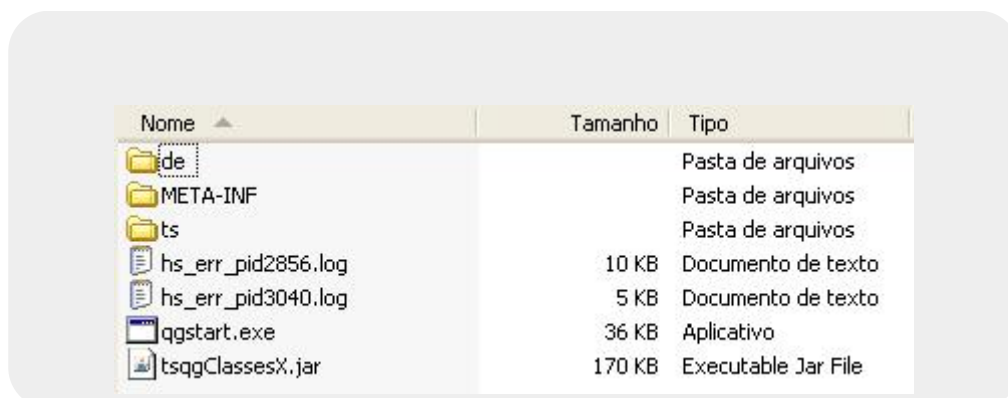 Nome Tamanho Tipo
de Pasta de arquivos
META-INF Pasta de arquivos
ts Pasta de arquivos
hs_err_pid2856.log 10 KB Documento de texto
hs_err_pid3040.log 5 KB Documento de texto
qgstart.exe 36 KB Aplicativo
tsqgClassesX.jar 170 KB Executable Jar File